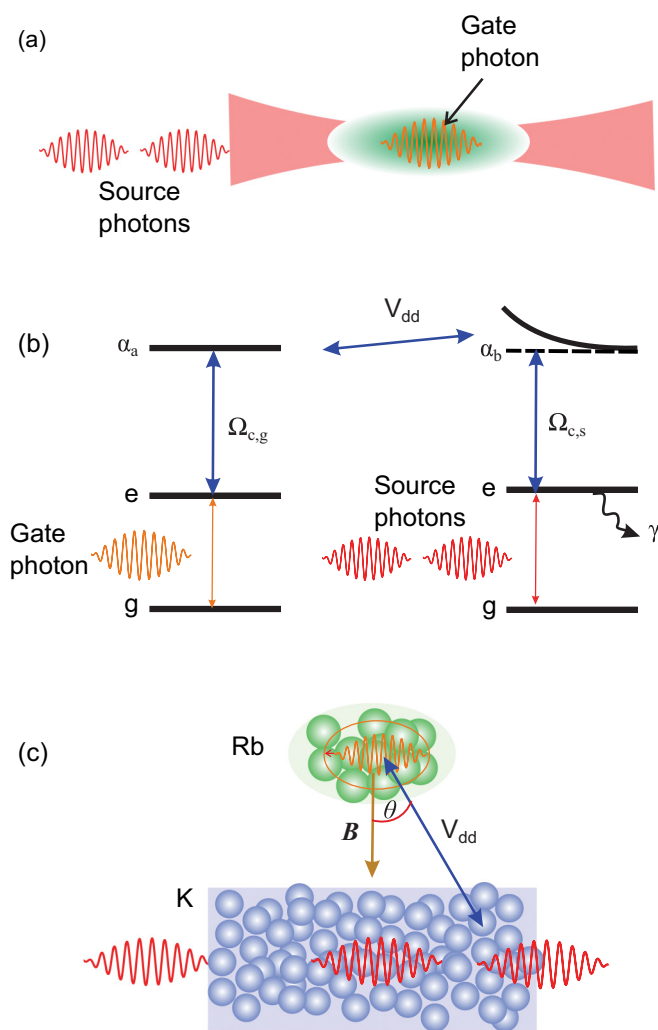 (a)
Gate
photon
Source
photons
(b)
V_dd
α_a
α_b
Ω_c,g
Ω_c,s
e
Source
photons
e
γ
Gate
photon
g
g
(c)
Rb
B
θ
V_dd
K